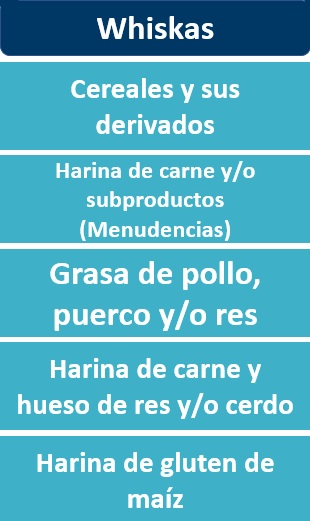 Whiskas
Cereales y sus
derivados
Harina de carne y/o
subproductos
(Menudencias)
Grasa de pollo,
puerco y/o res
Harina de carne y
hueso de res y/o cerdo
Harina de gluten de
maíz